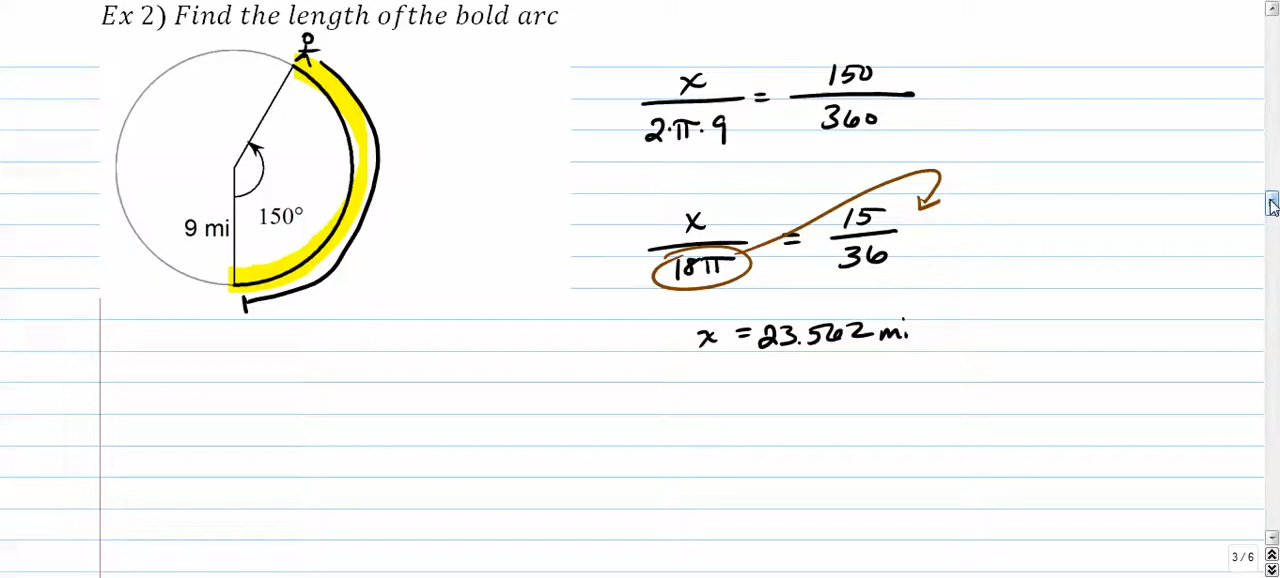 Ex 2) Find the length of the bold arc
x / 2·π·9 = 150 / 360
9 mi
150°
x / 18π = 15 / 36
x = 23.562 mi
3 / 6